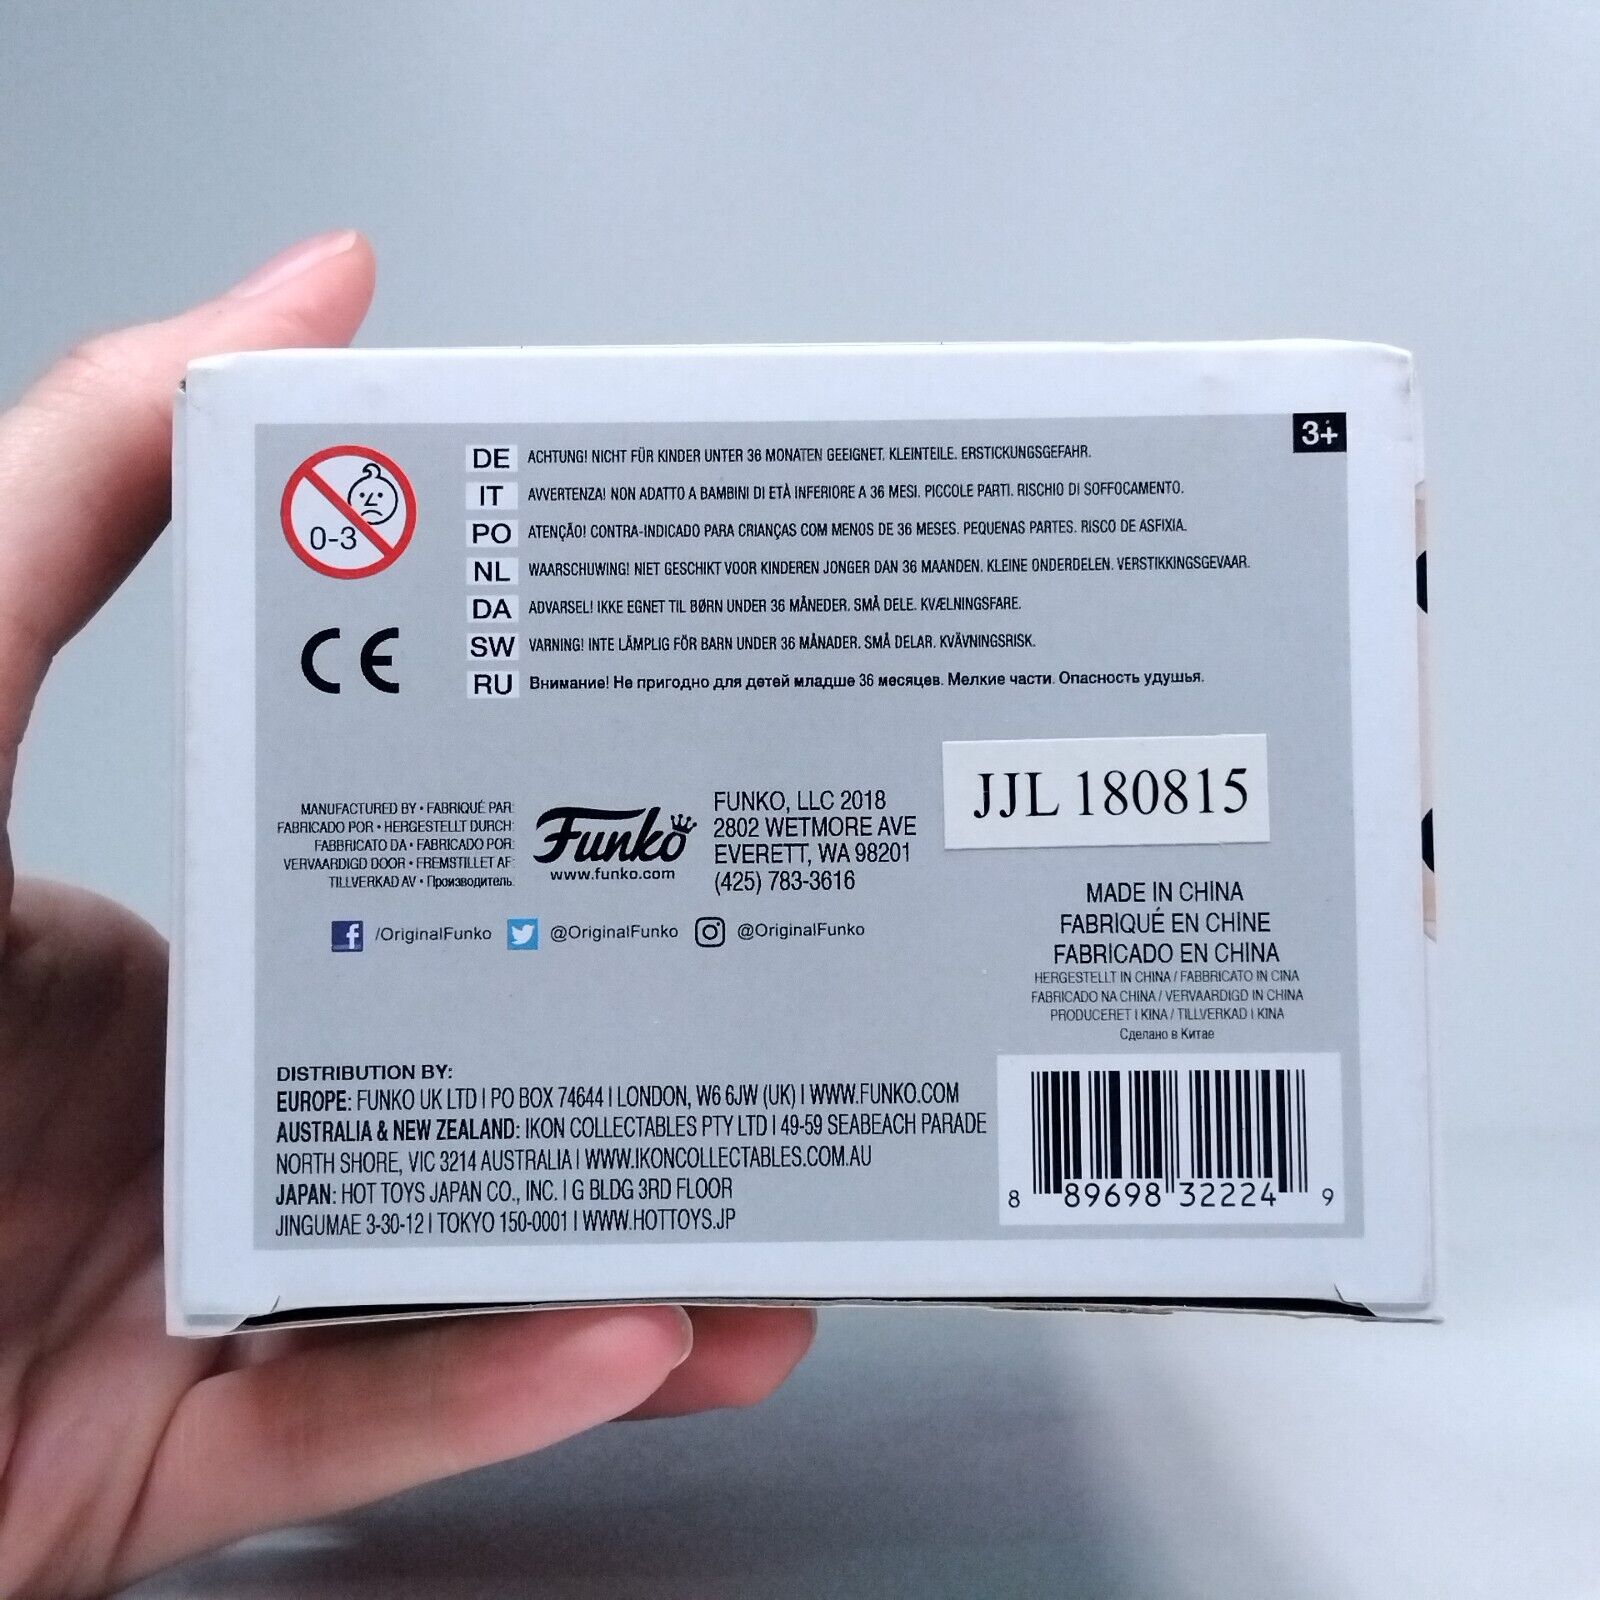 3+
0-3
DE ACHTUNG! NICHT FÜR KINDER UNTER 36 MONATEN GEEIGNET. KLEINTEILE. ERSTICKUNGSGEFAHR.
IT AVVERTENZA! NON ADATTO A BAMBINI DI ETÀ INFERIORE A 36 MESI. PICCOLE PARTI. RISCHIO DI SOFFOCAMENTO.
PO ATENÇÃO! CONTRA-INDICADO PARA CRIANÇAS COM MENOS DE 36 MESES. PEQUENAS PARTES. RISCO DE ASFIXIA.
NL WAARSCHUWING! NIET GESCHIKT VOOR KINDEREN JONGER DAN 36 MAANDEN. KLEINE ONDERDELEN. VERSTIKKINGSGEVAAR.
DA ADVARSEL! IKKE EGNET TIL BØRN UNDER 36 MÅNEDER. SMÅ DELE. KVÆLNINGSFARE.
SW VARNING! INTE LÄMPLIG FÖR BARN UNDER 36 MÅNADER. SMÅ DELAR. KVÄVNINGSRISK.
RU Внимание! Не пригодно для детей младше 36 месяцев. Мелкие части. Опасность удушья.
CE
MANUFACTURED BY • FABRIQUÉ PAR:
FABRICADO POR • HERGESTELLT DURCH:
FABBRICATO DA • FABRICADO POR:
VERVAARDIGD DOOR • FREMSTILLET AF:
TILLVERKAD AV • Производитель:
Funko
www.funko.com
FUNKO, LLC 2018
2802 WETMORE AVE
EVERETT, WA 98201
(425) 783-3616
JJL 180815
/OriginalFunko @OriginalFunko @OriginalFunko
MADE IN CHINA
FABRIQUÉ EN CHINE
FABRICADO EN CHINA
HERGESTELLT IN CHINA / FABBRICATO IN CINA
FABRICADO NA CHINA / VERVAARDIGD IN CHINA
PRODUCERET I KINA / TILLVERKAD I KINA
Сделано в Китае
DISTRIBUTION BY:
EUROPE: FUNKO UK LTD | PO BOX 74644 | LONDON, W6 6JW (UK) | WWW.FUNKO.COM
AUSTRALIA & NEW ZEALAND: IKON COLLECTABLES PTY LTD | 49-59 SEABEACH PARADE
NORTH SHORE, VIC 3214 AUSTRALIA | WWW.IKONCOLLECTABLES.COM.AU
JAPAN: HOT TOYS JAPAN CO., INC. | G BLDG 3RD FLOOR
JINGUMAE 3-30-12 | TOKYO 150-0001 | WWW.HOTTOYS.JP
8 89698 32224 9